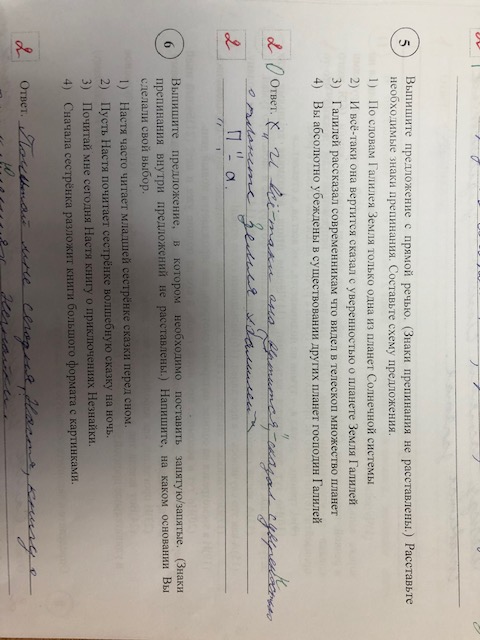 5
Выпишите предложение с прямой речью. (Знаки препинания не расставлены.) Расставьте
необходимые знаки препинания. Составьте схему предложения.
1) По словам Галилея Земля только одна из планет Солнечной системы
2) И всё-таки она вертится сказал с уверенностью о планете Земля Галилей
3) Галилей рассказал современникам что видел в телескоп множество планет
4) Вы абсолютно убеждены в существовании других планет господин Галилей
2 0
Ответ. „И всё-таки она вертится,"-сказал с уверенностью
о планете Земля Галилей
2
„П"- а.
6
Выпишите предложение, в котором необходимо поставить запятую/запятые. (Знаки
препинания внутри предложений не расставлены.) Напишите, на каком основании Вы
сделали свой выбор.
1) Настя часто читает младшей сестрёнке сказки перед сном.
2) Пусть Настя почитает сестрёнке волшебную сказку на ночь.
3) Почитай мне сегодня Настя книгу о приключениях Незнайки.
4) Сначала сестрёнка разложит книги большого формата с картинками.
2
Ответ. Почитай мне сегодня, Настя, книгу о
приключениях Незнайки.